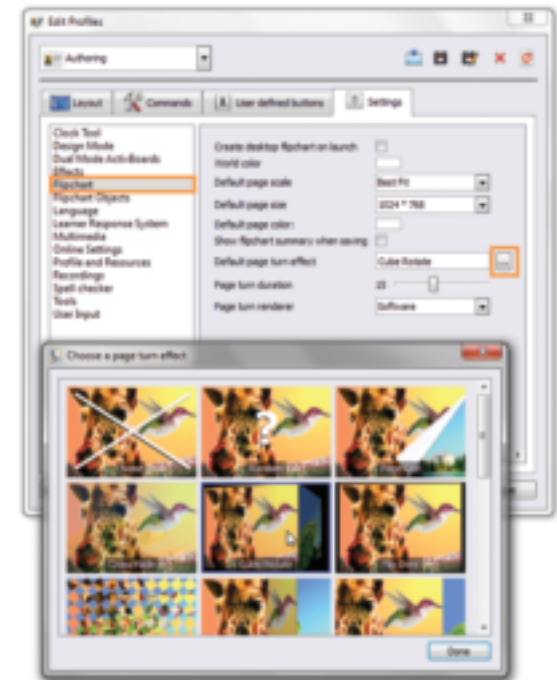 Edit Profiles
Authoring
Layout
Commands
User defined buttons
Settings
Clock Tool
Design Mode
Dual Mode Activboards
Effects
Flipchart
Flipchart Objects
Language
Learner Response System
Multimedia
Online Settings
Profile and Resources
Recordings
Spell checker
Tools
User Input
Create desktop flipchart on launch
World color
Default page scale
Best Fit
Default page size
1024 * 768
Default page color:
Show flipchart summary when saving
Default page turn effect
Cube Rotate
...
Page turn duration
15
Page turn renderer
Software
Choose a page turn effect
?
Cube Rotate
Done